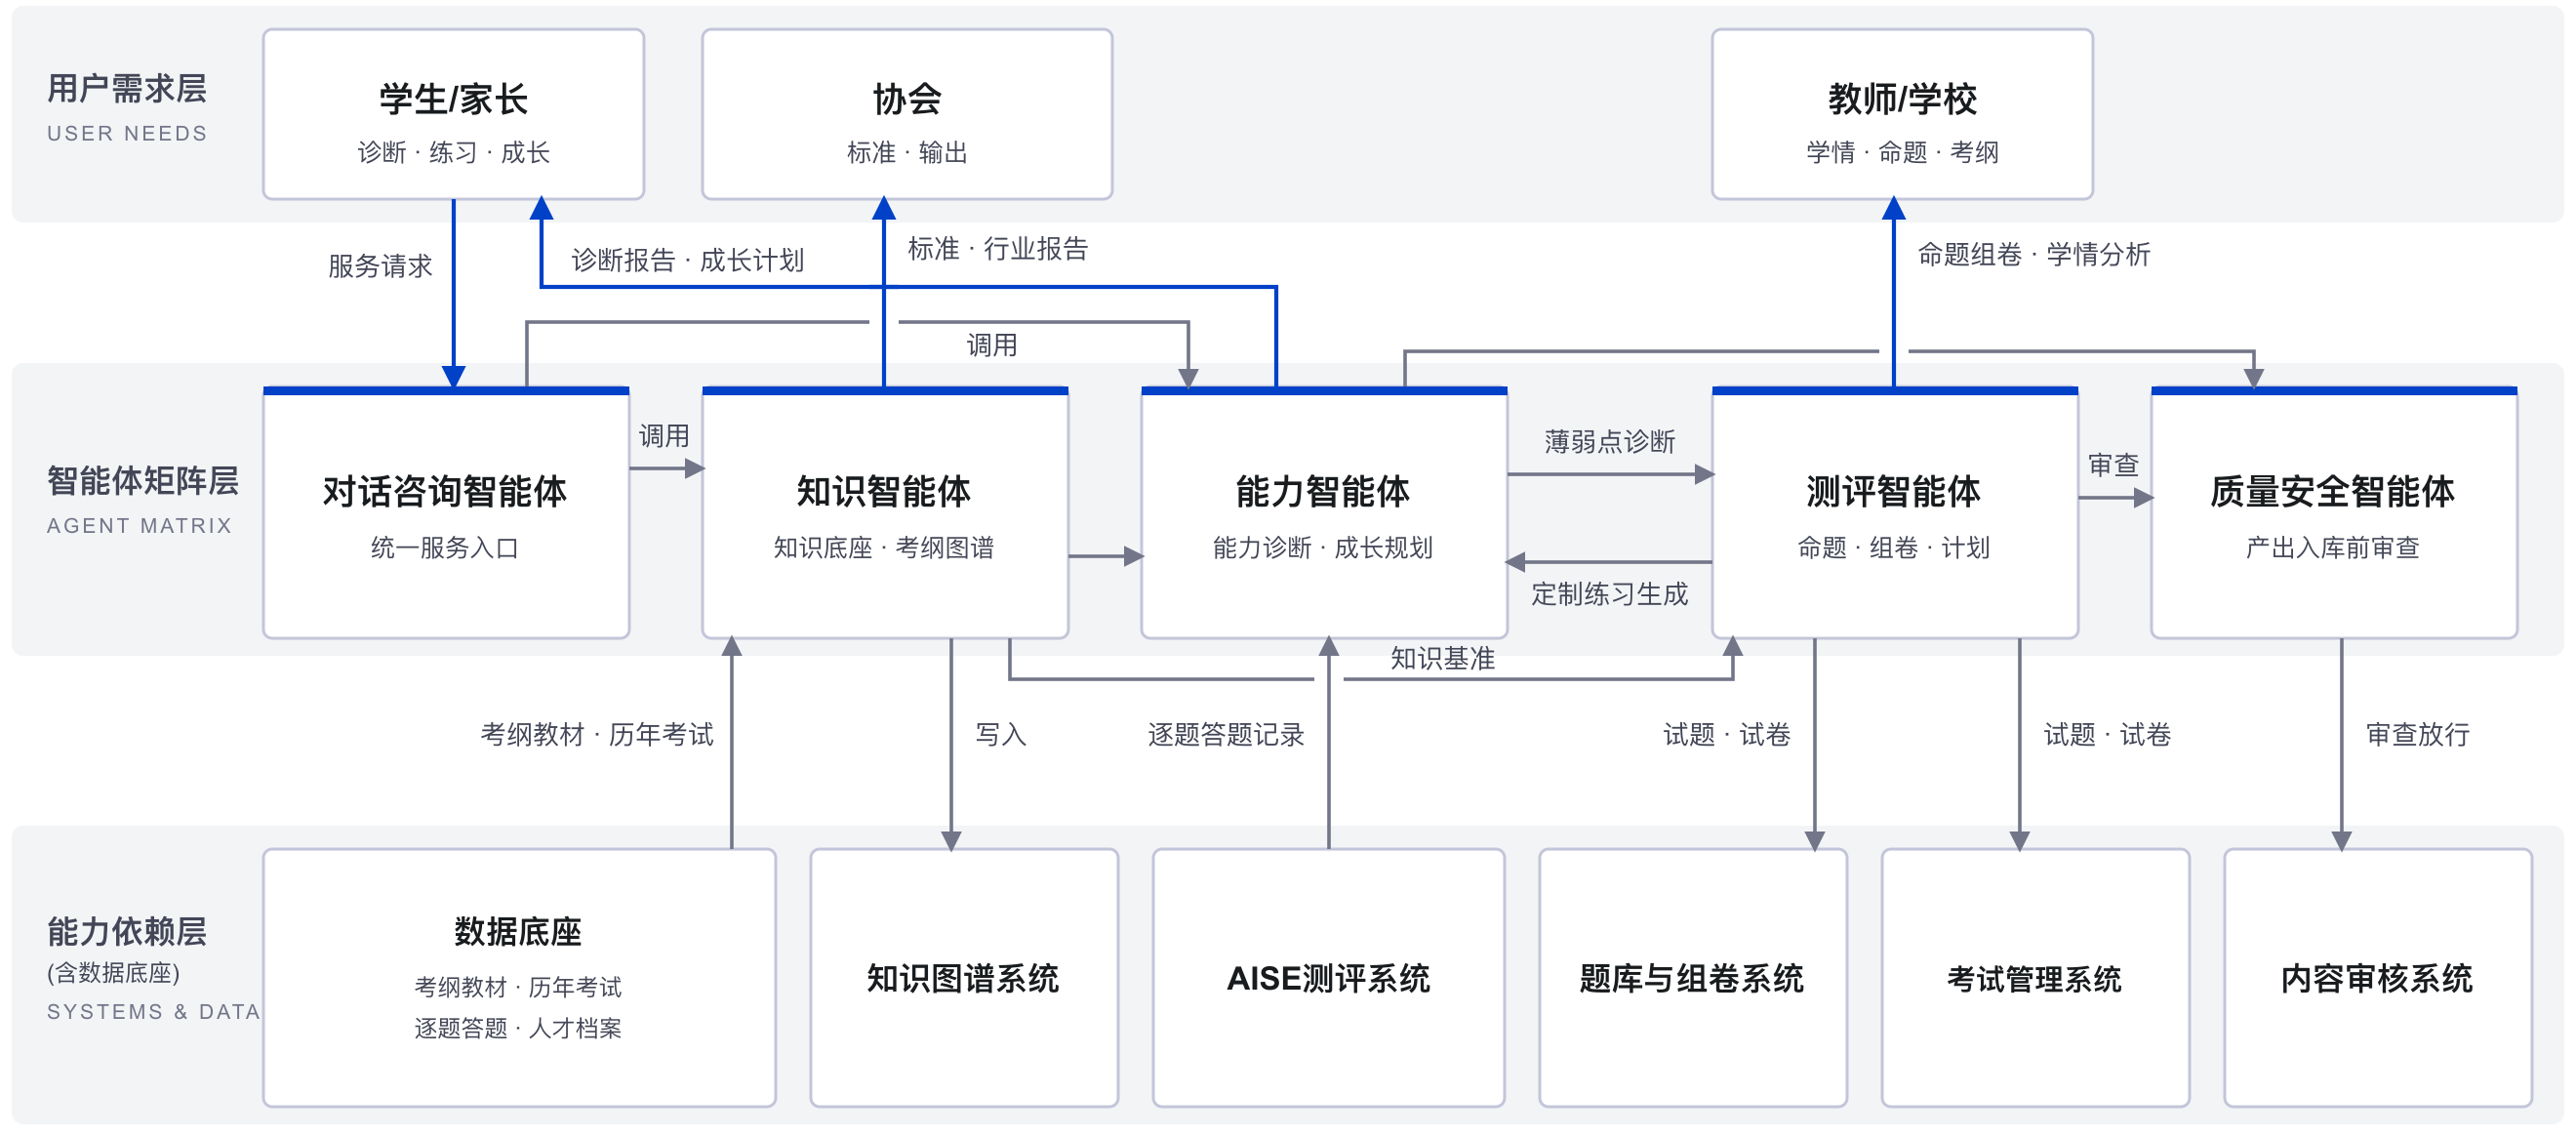 用户需求层
USER NEEDS
学生/家长
诊断 · 练习 · 成长
协会
标准 · 输出
教师/学校
学情 · 命题 · 考纲
服务请求
诊断报告 · 成长计划
标准 · 行业报告
命题组卷 · 学情分析
调用
智能体矩阵层
AGENT MATRIX
对话咨询智能体
统一服务入口
调用
知识智能体
知识底座 · 考纲图谱
能力智能体
能力诊断 · 成长规划
薄弱点诊断
定制练习生成
测评智能体
命题 · 组卷 · 计划
审查
质量安全智能体
产出入库前审查
知识基准
考纲教材 · 历年考试
写入
逐题答题记录
试题 · 试卷
试题 · 试卷
审查放行
能力依赖层
(含数据底座)
SYSTEMS & DATA
数据底座
考纲教材 · 历年考试
逐题答题 · 人才档案
知识图谱系统
AISE测评系统
题库与组卷系统
考试管理系统
内容审核系统